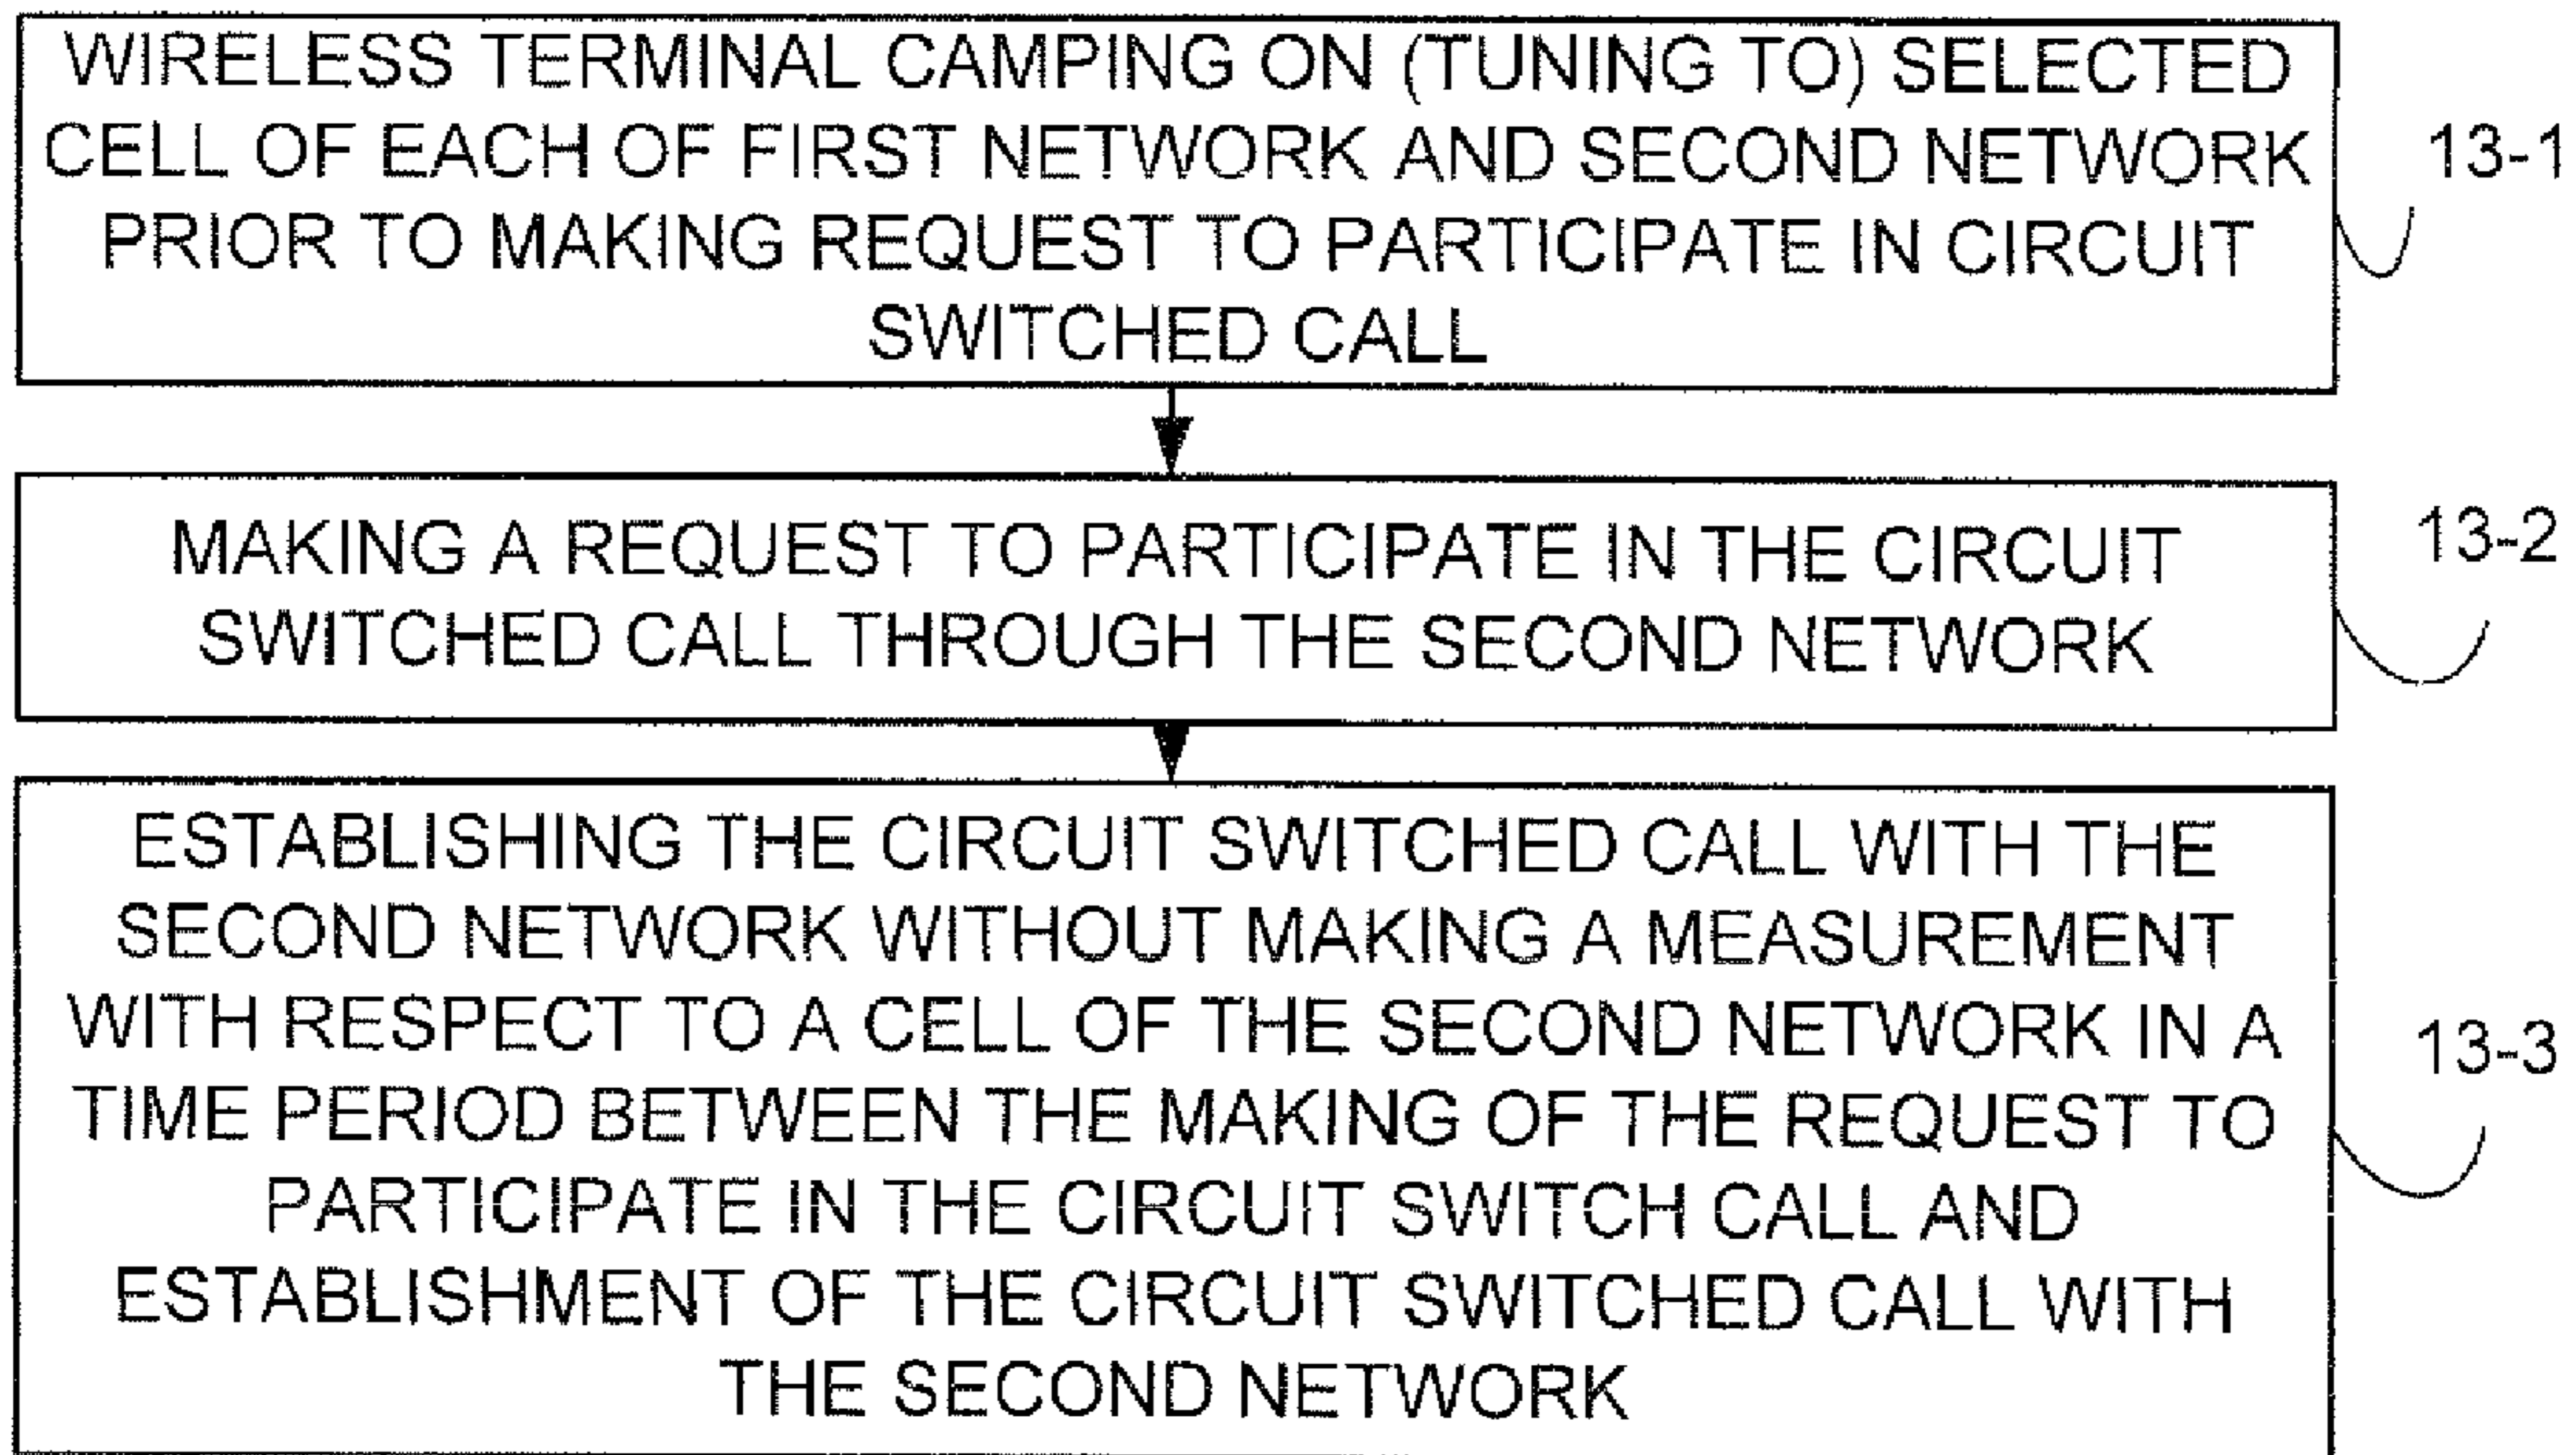 WIRELESS TERMINAL CAMPING ON (TUNING TO) SELECTED
CELL OF EACH OF FIRST NETWORK AND SECOND NETWORK
PRIOR TO MAKING REQUEST TO PARTICIPATE IN CIRCUIT
SWITCHED CALL
13-1
MAKING A REQUEST TO PARTICIPATE IN THE CIRCUIT
SWITCHED CALL THROUGH THE SECOND NETWORK
13-2
ESTABLISHING THE CIRCUIT SWITCHED CALL WITH THE
SECOND NETWORK WITHOUT MAKING A MEASUREMENT
WITH RESPECT TO A CELL OF THE SECOND NETWORK IN A
TIME PERIOD BETWEEN THE MAKING OF THE REQUEST TO
PARTICIPATE IN THE CIRCUIT SWITCH CALL AND
ESTABLISHMENT OF THE CIRCUIT SWITCHED CALL WITH
THE SECOND NETWORK
13-3